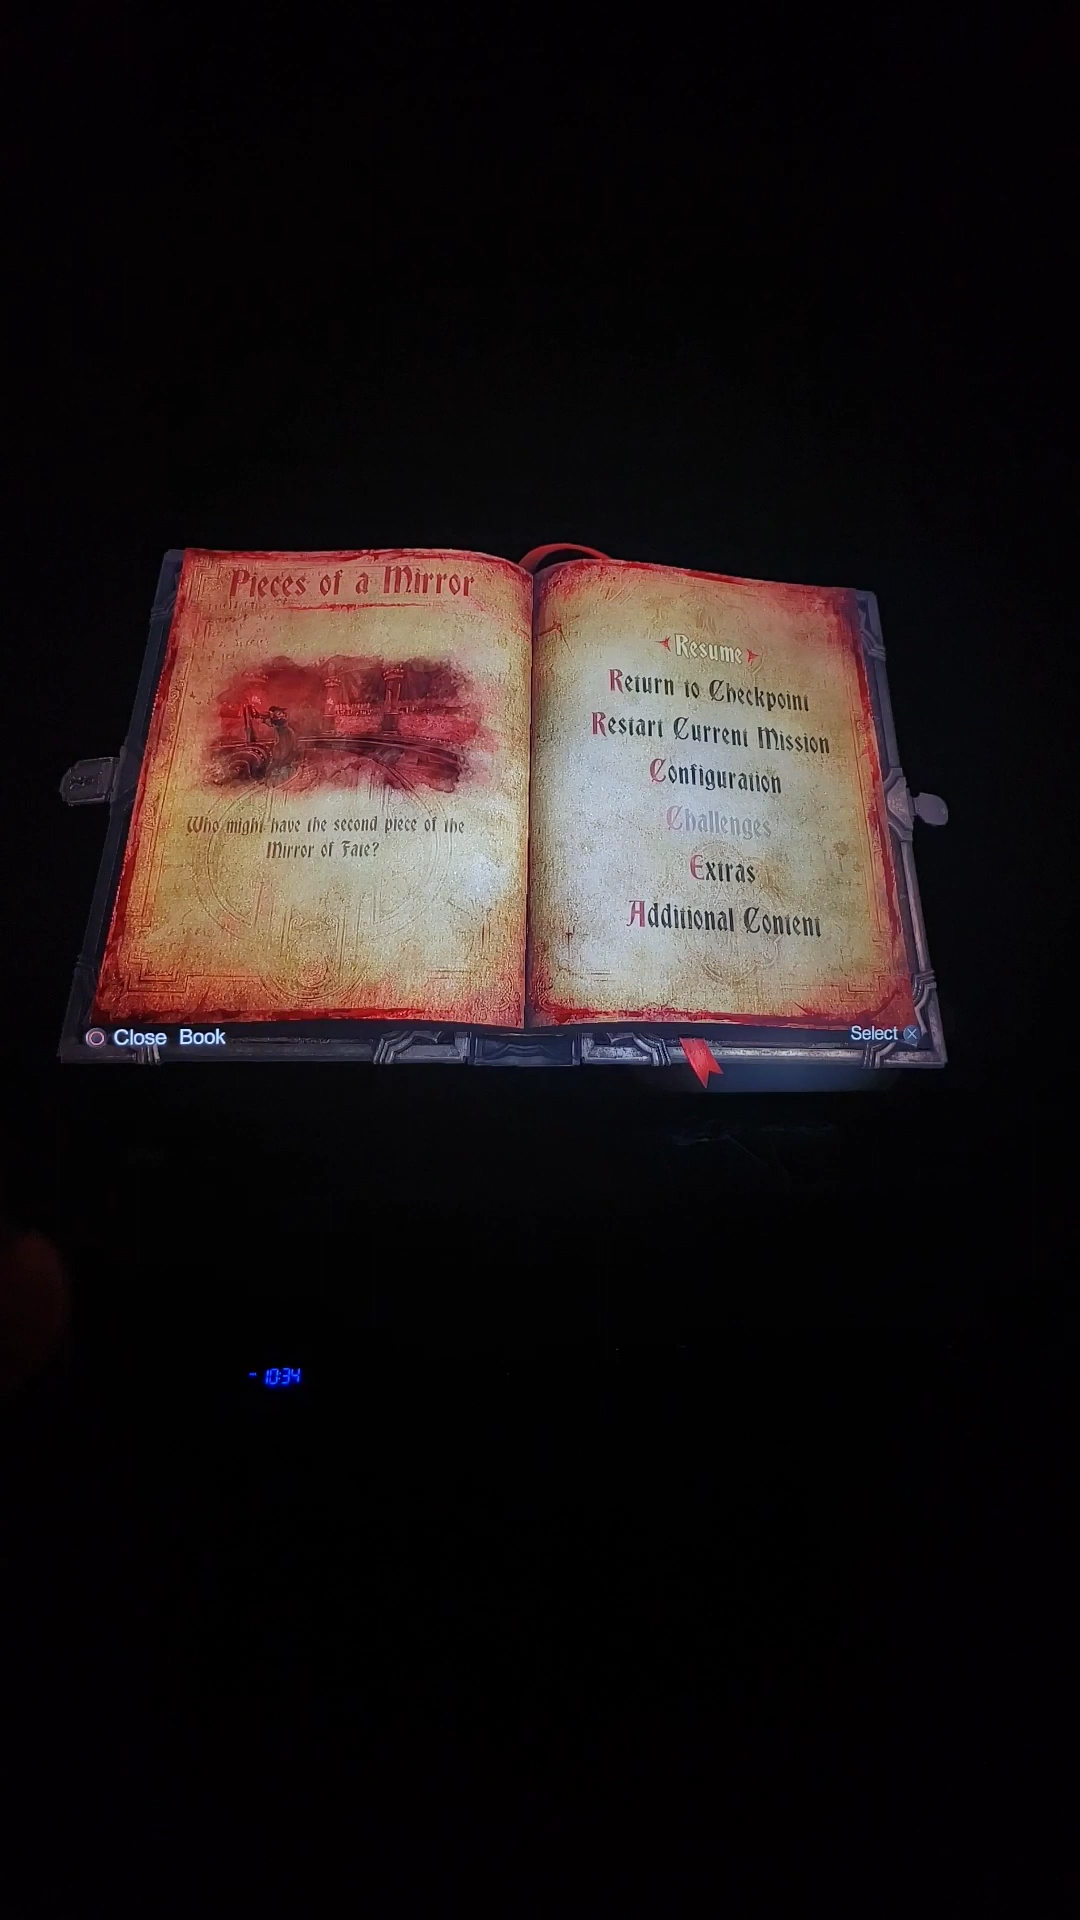 Pieces of a Mirror
Who might have the second piece of the
Mirror of Fate?
Resume
Return to Checkpoint
Restart Current Mission
Configuration
Challenges
Extras
Additional Content
Close Book
Select
10:34